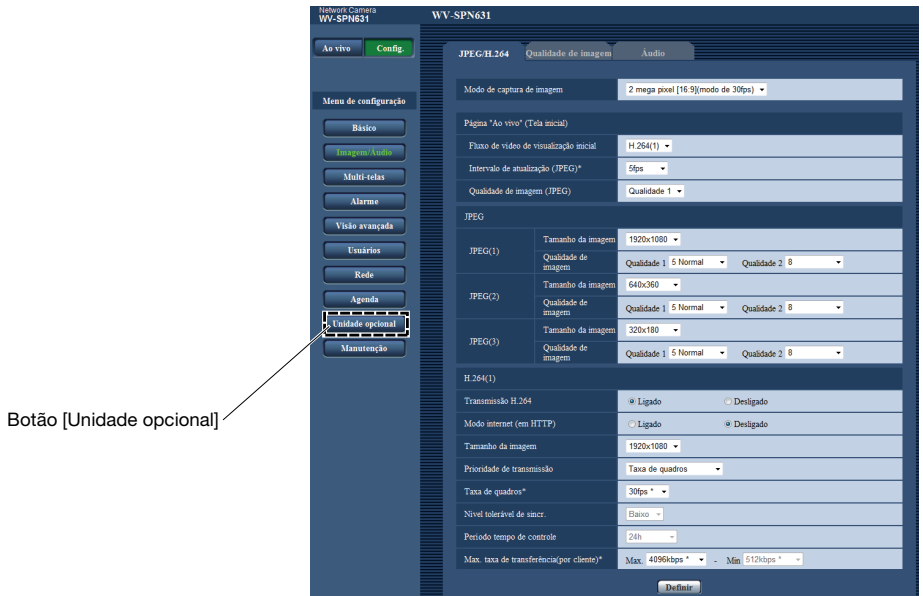 Network Camera
WV-SPN631
WV-SPN631
Ao vivo Config.
Menu de configuração
Básico
Imagem/Áudio
Multi-telas
Alarme
Visão avançada
Usuários
Rede
Agenda
Unidade opcional
Manutenção
Botão [Unidade opcional]
JPEG/H.264 Qualidade de imagem Áudio
Modo de captura de imagem 2 mega pixel [16:9](modo de 30fps)
Página "Ao vivo" (Tela inicial)
Fluxo de vídeo de visualização inicial H.264(1)
Intervalo de atualização (JPEG)* 5fps
Qualidade de imagem (JPEG) Qualidade 1
JPEG
JPEG(1)
Tamanho da imagem 1920x1080
Qualidade de imagem Qualidade 1 5 Normal Qualidade 2 8
JPEG(2)
Tamanho da imagem 640x360
Qualidade de imagem Qualidade 1 5 Normal Qualidade 2 8
JPEG(3)
Tamanho da imagem 320x180
Qualidade de imagem Qualidade 1 5 Normal Qualidade 2 8
H.264(1)
Transmissão H.264 Ligado Desligado
Modo internet (em HTTP) Ligado Desligado
Tamanho da imagem 1920x1080
Prioridade de transmissão Taxa de quadros
Taxa de quadros* 30fps *
Nível tolerável de sincr. Baixo
Período tempo de controle 24h
Max. taxa de transferência(por cliente)* Max. 4096kbps * - Min 512kbps *
Definir